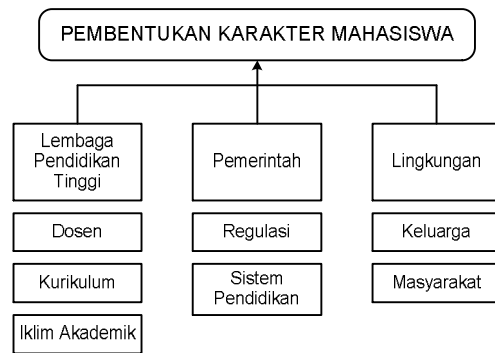 PEMBENTUKAN KARAKTER MAHASISWA
Lembaga
Pendidikan
Tinggi
Pemerintah
Lingkungan
Dosen
Regulasi
Keluarga
Kurikulum
Sistem
Pendidikan
Masyarakat
Iklim Akademik